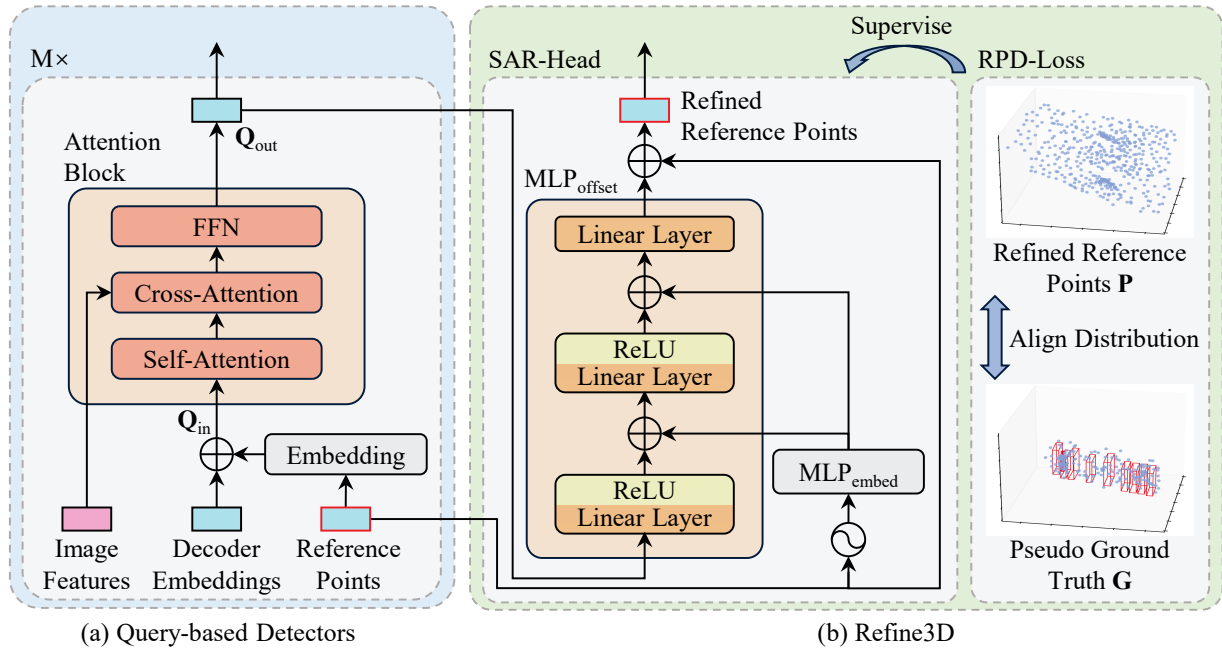 M×
Q_out
Attention
Block
FFN
Cross-Attention
Self-Attention
Q_in
Embedding
Image
Features
Decoder
Embeddings
Reference
Points
(a) Query-based Detectors
Supervise
SAR-Head
RPD-Loss
Refined
Reference Points
MLP_offset
Linear Layer
ReLU
Linear Layer
ReLU
Linear Layer
MLP_embed
Refined Reference
Points P
Align Distribution
Pseudo Ground
Truth G
(b) Refine3D